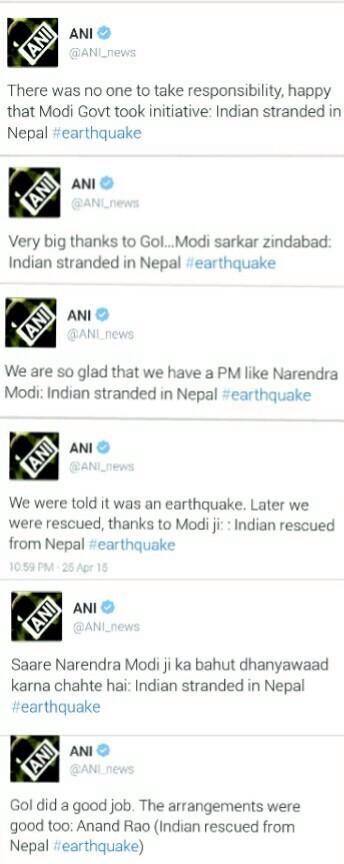 ANI
ANI
@ANI_news
There was no one to take responsibility, happy
that Modi Govt took initiative: Indian stranded in
Nepal #earthquake
ANI
ANI
@ANI_news
Very big thanks to GoI...Modi sarkar zindabad:
Indian stranded in Nepal #earthquake
ANI
ANI
@ANI_news
We are so glad that we have a PM like Narendra
Modi: Indian stranded in Nepal #earthquake
ANI
ANI
@ANI_news
We were told it was an earthquake. Later we
were rescued, thanks to Modi ji: : Indian rescued
from Nepal #earthquake
10:59 PM - 25 Apr 15
ANI
ANI
@ANI_news
Saare Narendra Modi ji ka bahut dhanyawaad
karna chahte hai: Indian stranded in Nepal
#earthquake
ANI
ANI
@ANI_news
GoI did a good job. The arrangements were
good too: Anand Rao (Indian rescued from
Nepal #earthquake)